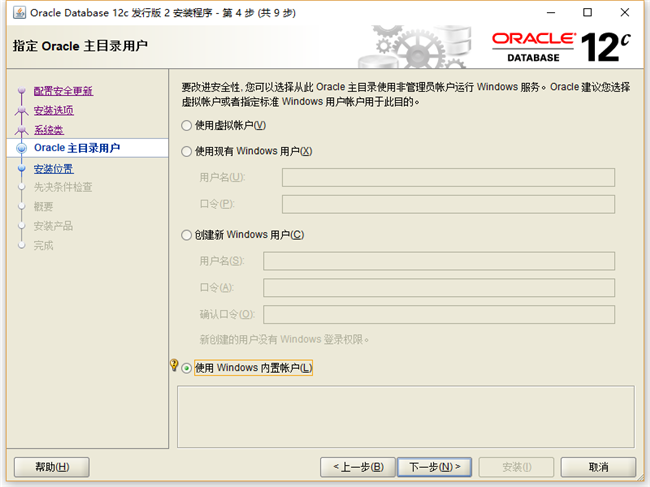 Oracle Database 12c 发行版 2 安装程序 - 第 4 步 (共 9 步)
指定 Oracle 主目录用户
ORACLE
DATABASE
12c
配置安全更新
安装选项
系统类
Oracle 主目录用户
安装位置
先决条件检查
概要
安装产品
完成
要改进安全性, 您可以选择从此 Oracle 主目录使用非管理员帐户运行 Windows 服务。Oracle 建议您选择
虚拟帐户或者指定标准 Windows 用户帐户用于此目的。
使用虚拟帐户(V)
使用现有 Windows 用户(X)
用户名(U):
口令(P):
创建新 Windows 用户(C)
用户名(S):
口令(A):
确认口令(O):
新创建的用户没有 Windows 登录权限。
使用 Windows 内置帐户(L)
帮助(H)
< 上一步(B)
下一步(N) >
安装(I)
取消